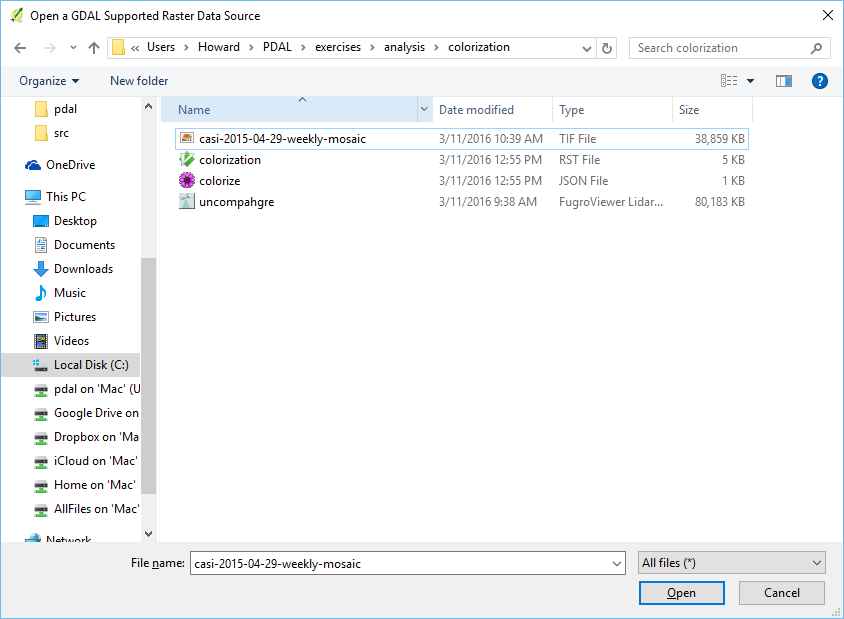 Open a GDAL Supported Raster Data Source
« Users > Howard > PDAL > exercises > analysis > colorization
Search colorization
Organize New folder
pdal
src
OneDrive
This PC
Desktop
Documents
Downloads
Music
Pictures
Videos
Local Disk (C:)
pdal on 'Mac' (U
Google Drive on
Dropbox on 'Ma
iCloud on 'Mac'
Home on 'Mac'
AllFiles on 'Mac'
Network
Name Date modified Type Size
casi-2015-04-29-weekly-mosaic 3/11/2016 10:39 AM TIF File 38,859 KB
colorization 3/11/2016 12:55 PM RST File 5 KB
colorize 3/11/2016 12:55 PM JSON File 1 KB
uncompahgre 3/11/2016 9:38 AM FugroViewer Lidar... 80,183 KB
File name: casi-2015-04-29-weekly-mosaic All files (*)
Open Cancel